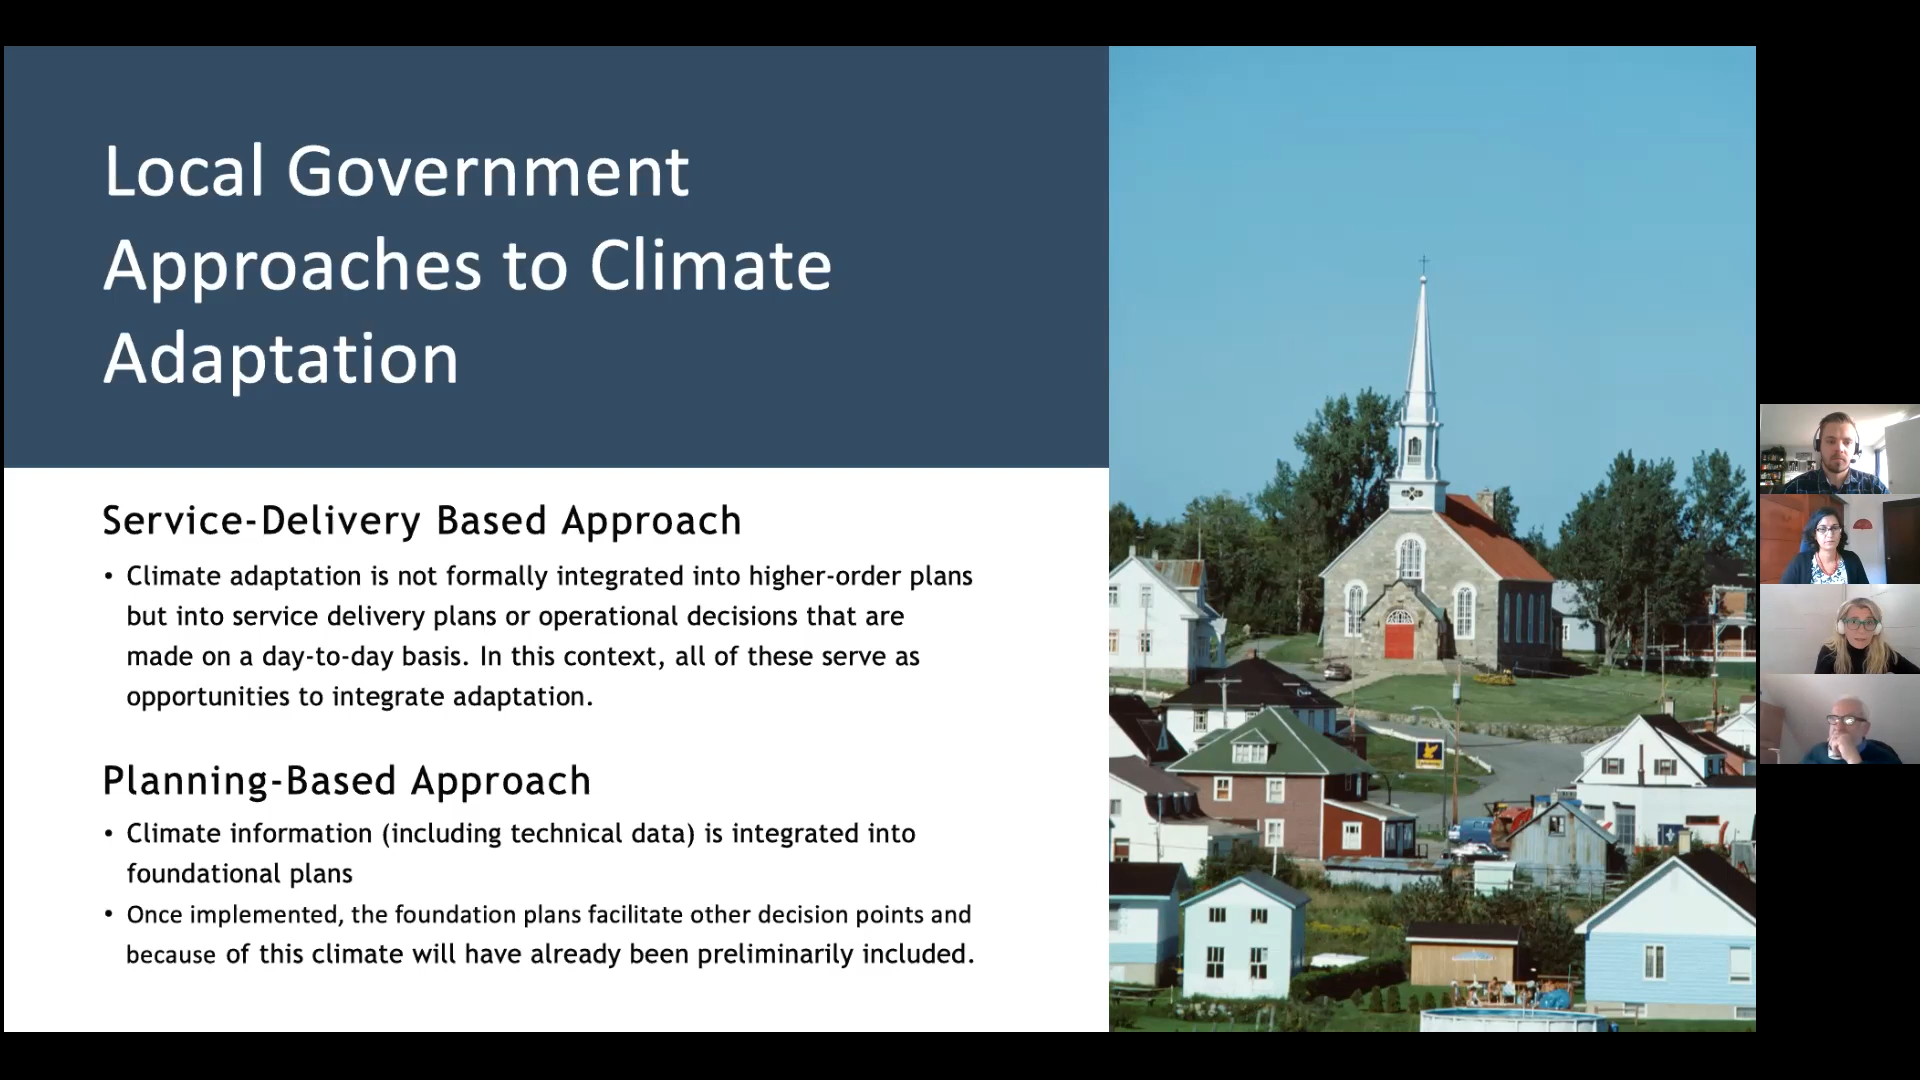 Local Government
Approaches to Climate
Adaptation
Service-Delivery Based Approach
• Climate adaptation is not formally integrated into higher-order plans
but into service delivery plans or operational decisions that are
made on a day-to-day basis. In this context, all of these serve as
opportunities to integrate adaptation.
Planning-Based Approach
• Climate information (including technical data) is integrated into
foundational plans
• Once implemented, the foundation plans facilitate other decision points and
because of this climate will have already been preliminarily included.